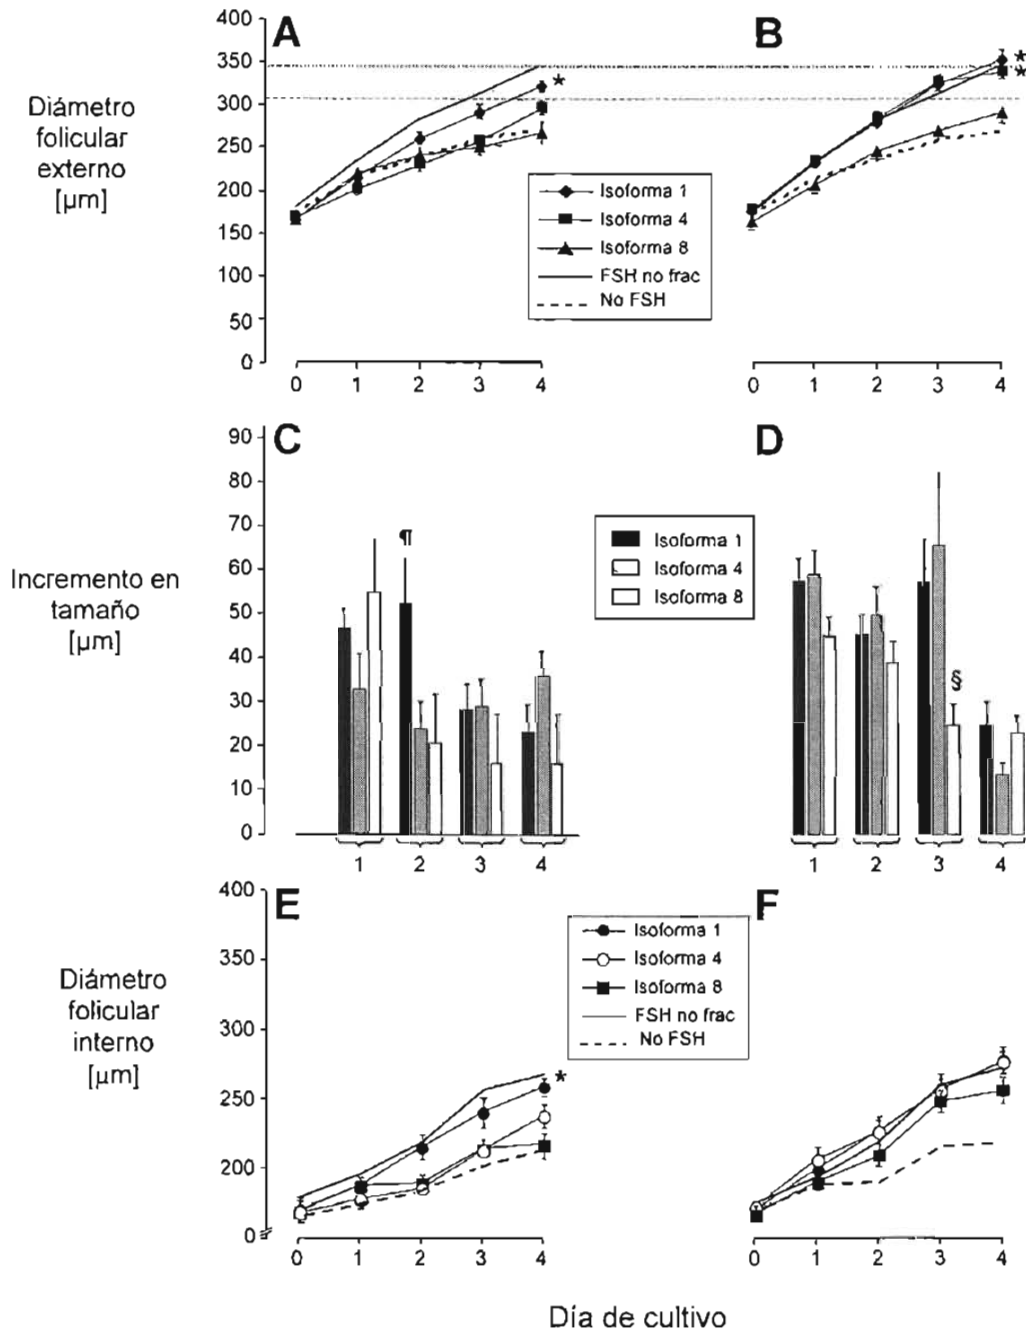 A
B
400
350
300
250
200
150
100
50
0
Diámetro
folicular
externo
[µm]
*
*
*
Isoforma 1
Isoforma 4
Isoforma 8
FSH no frac
No FSH
0 1 2 3 4
0 1 2 3 4
C
D
90
80
70
60
50
40
30
20
10
0
Incremento en
tamaño
[µm]
¶
§
Isoforma 1
Isoforma 4
Isoforma 8
1 2 3 4
1 2 3 4
E
F
400
350
300
250
200
0
Diámetro
folicular
interno
[µm]
*
Isoforma 1
Isoforma 4
Isoforma 8
FSH no frac
No FSH
0 1 2 3 4
0 1 2 3 4
Día de cultivo